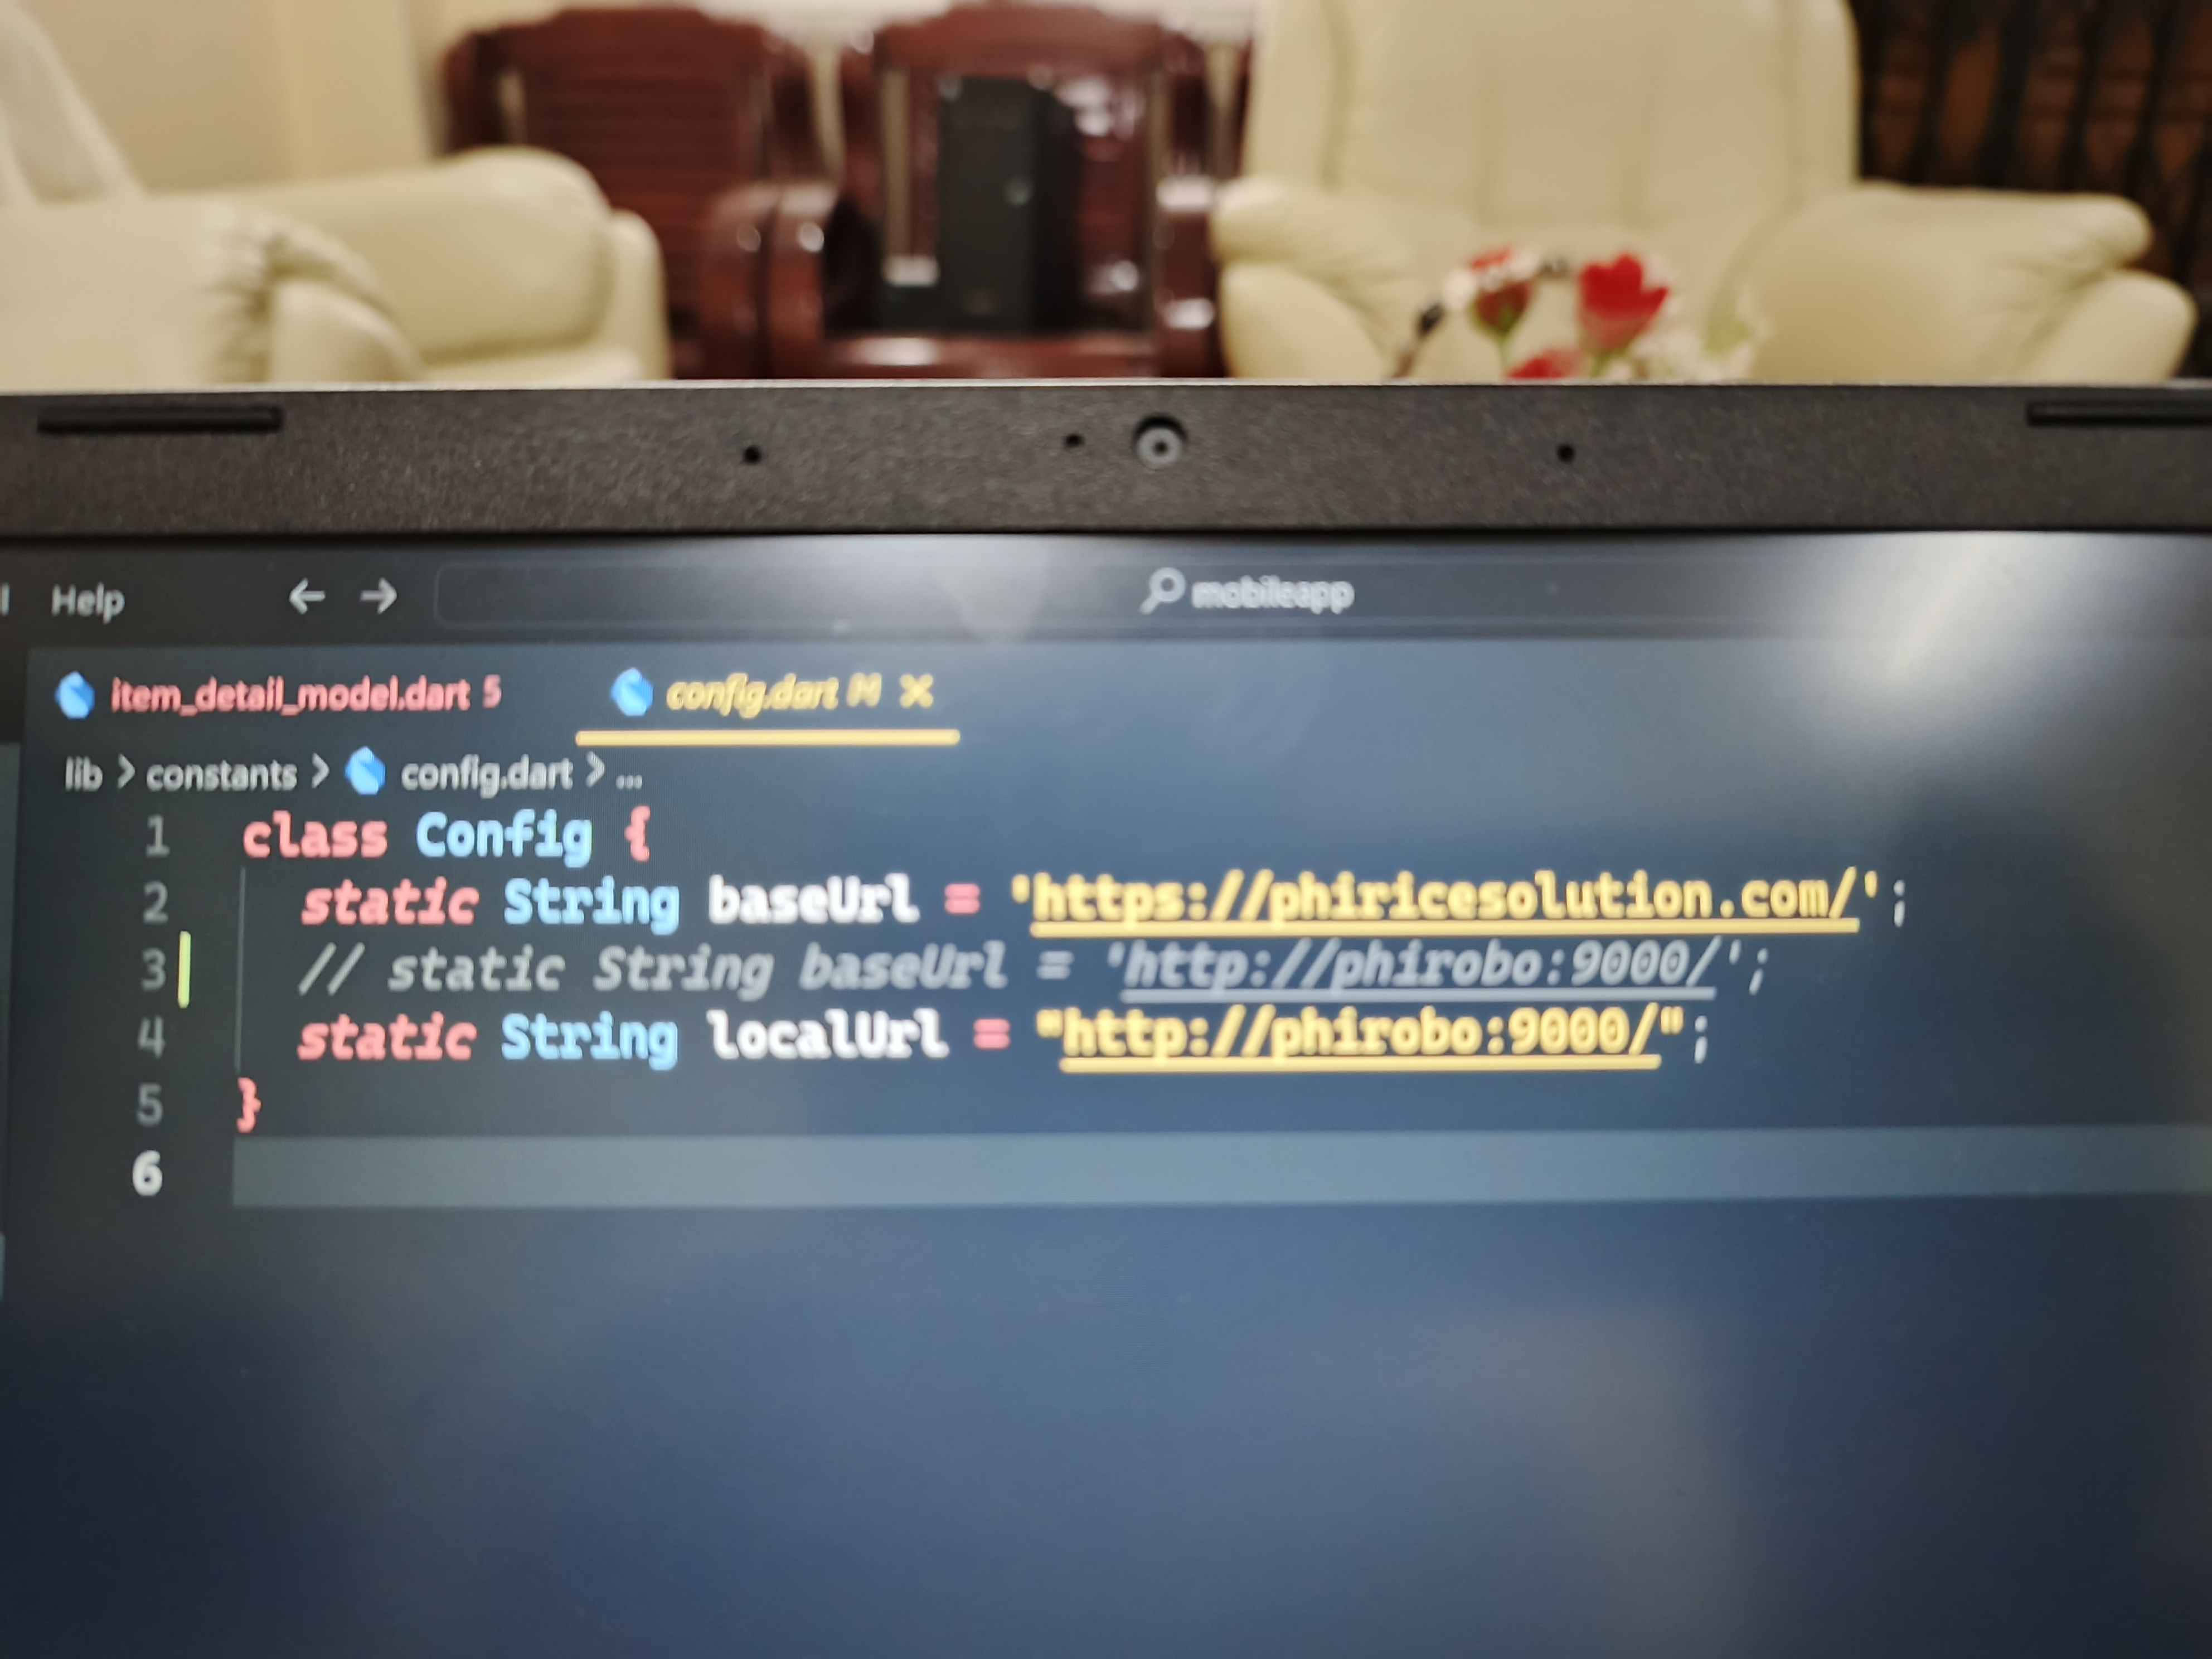 Help ← → mobileapp
item_detail_model.dart 5 config.dart M ×
lib > constants > config.dart > ...
1 class Config {
2 static String baseUrl = 'https://phiricesolution.com/';
3 // static String baseUrl = 'http://phirobo:9000/';
4 static String localUrl = "http://phirobo:9000/";
5 }
6